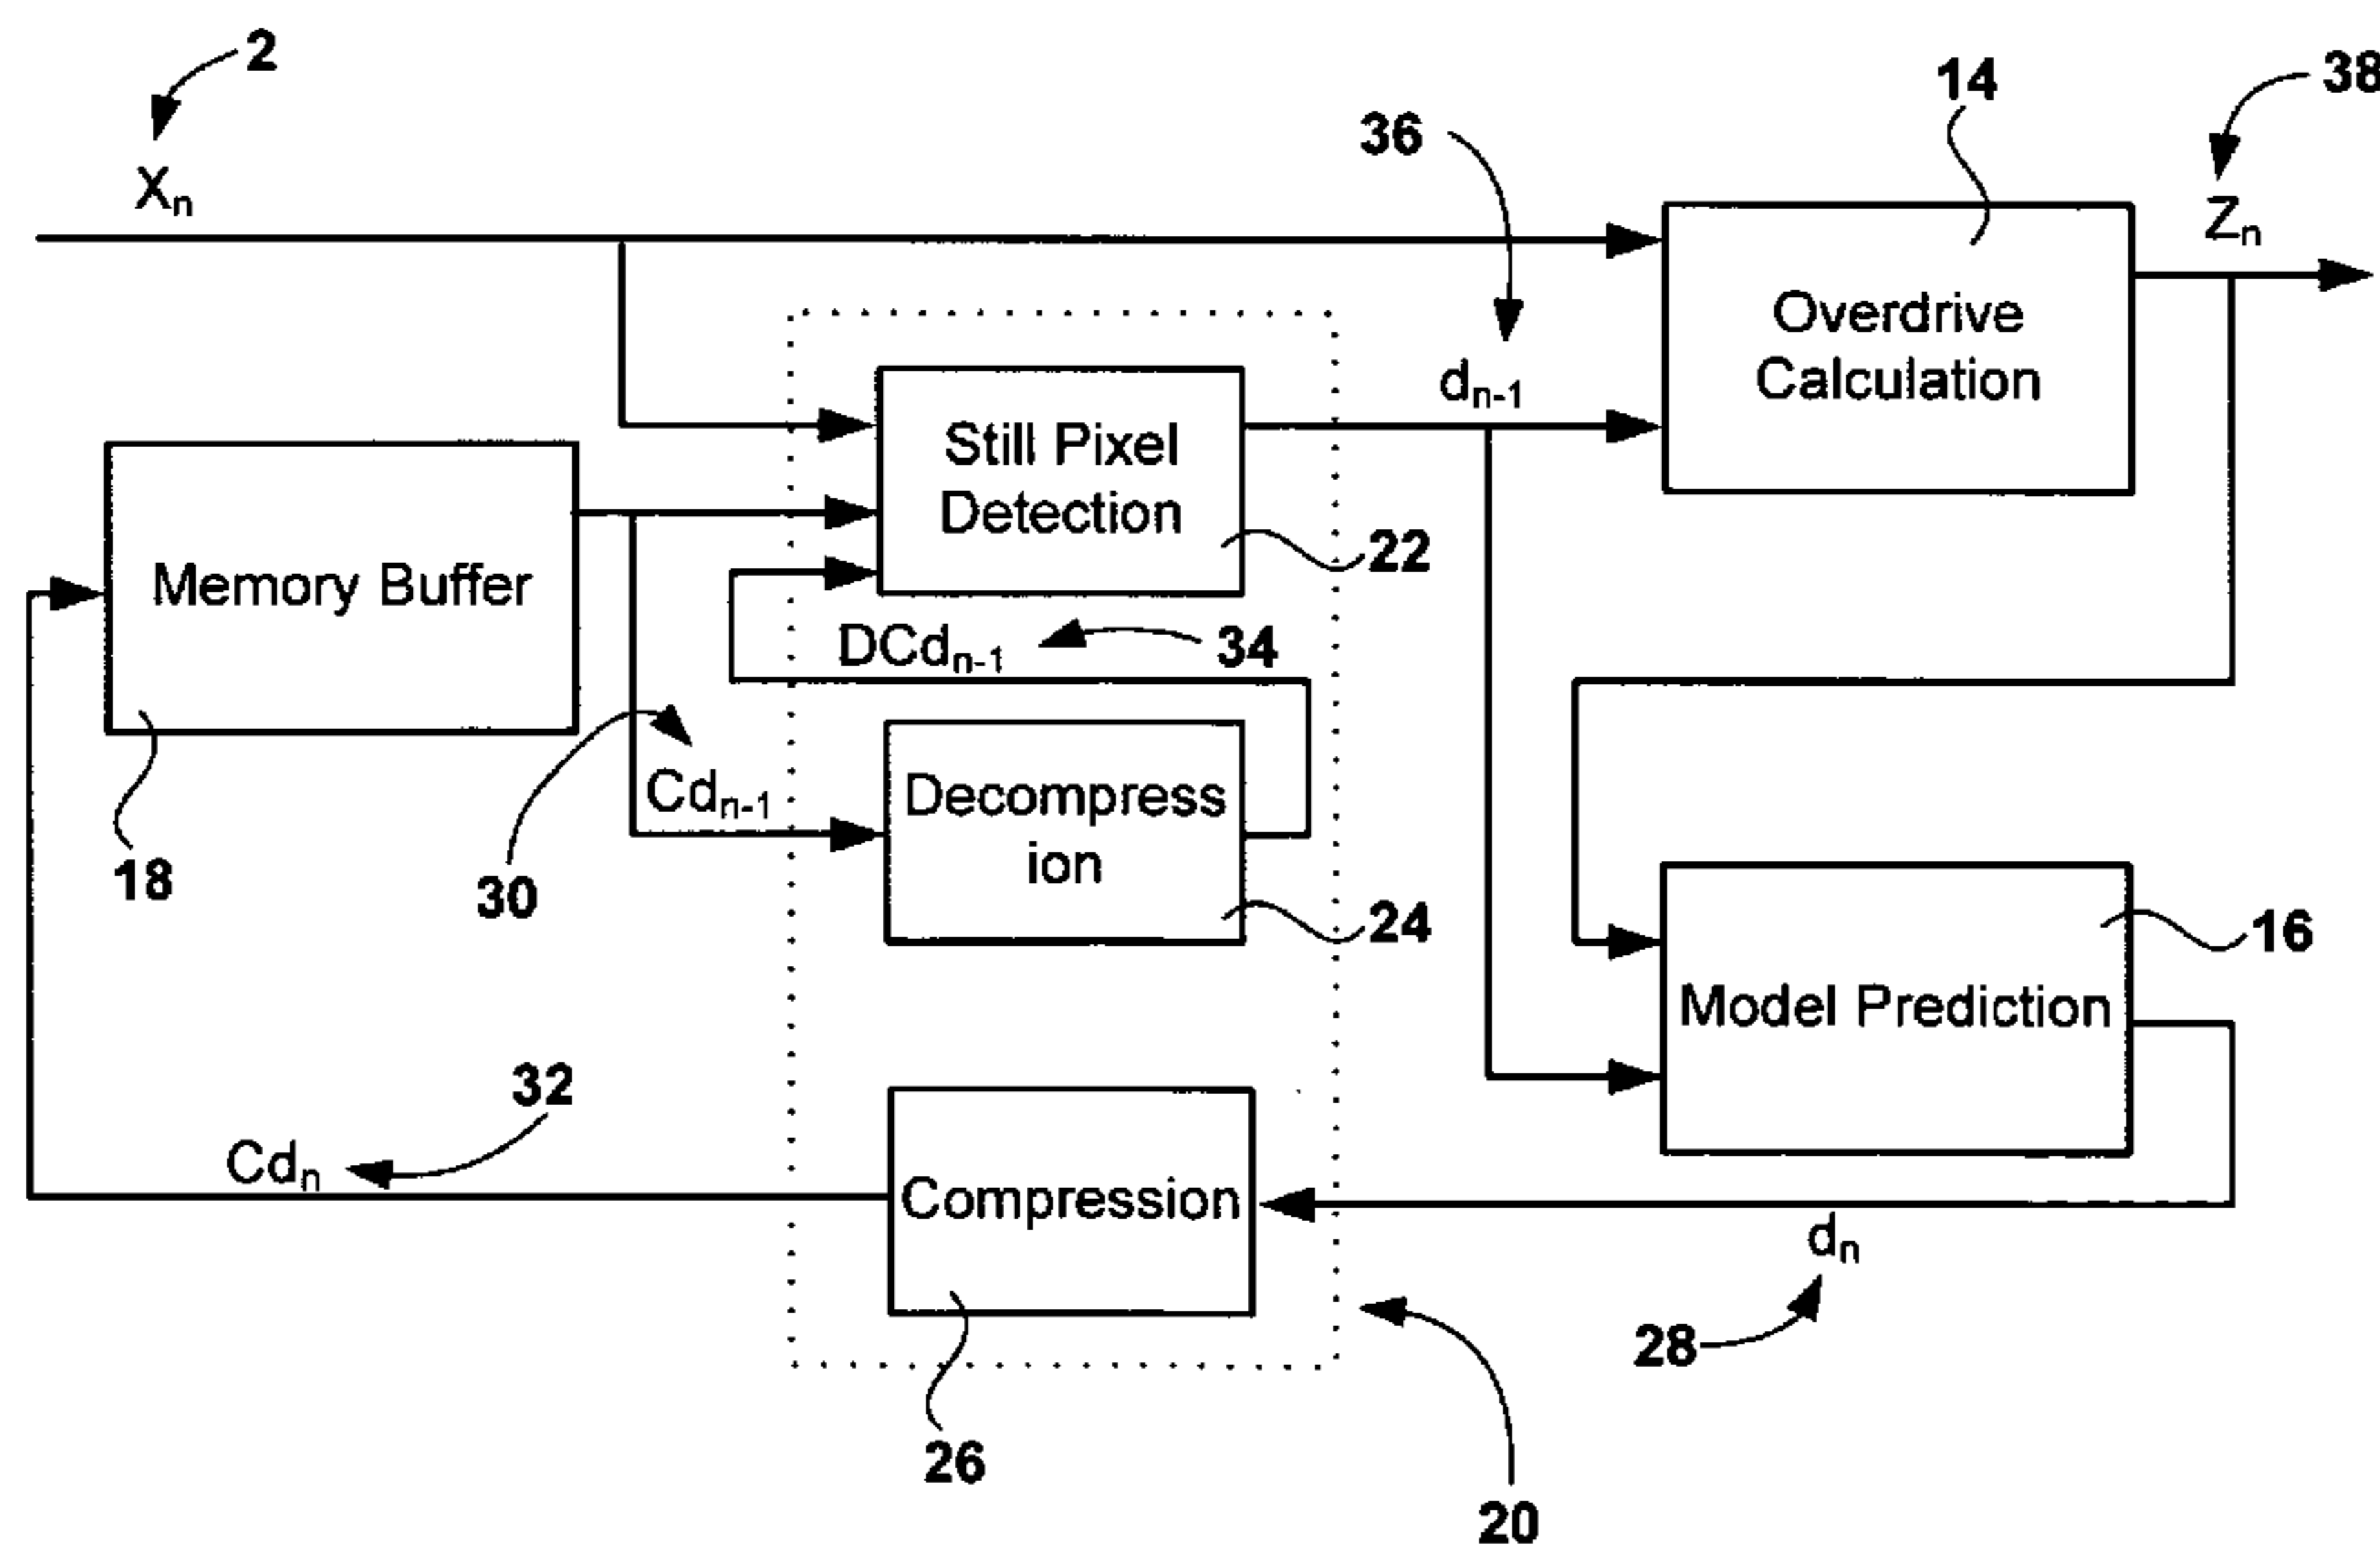 2
14
38
36
Xₙ
Zₙ
Overdrive
Calculation
dₙ₋₁
Still Pixel
Detection
22
Memory Buffer
DCdₙ₋₁
34
Cdₙ₋₁
Decompress
ion
18
30
24
16
Model Prediction
32
Cdₙ
Compression
dₙ
28
26
20